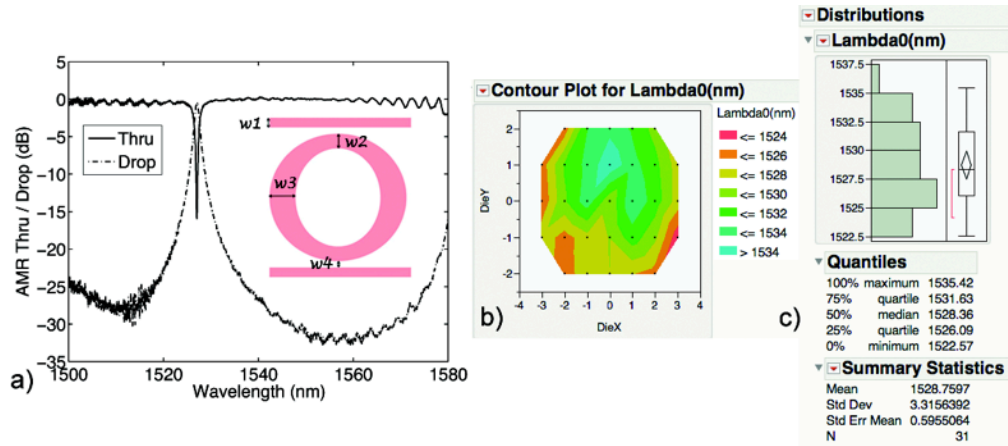 5
0
−5
−10
−15
−20
−25
−30
−35
AMR Thru / Drop (dB)
Thru
Drop
w1
w2
w3
w4
1500
1520
1540
1560
1580
Wavelength (nm)
a)
Contour Plot for Lambda0(nm)
2
1
0
-1
-2
DieY
-3 -2 -1 0 1 2 3 4
DieX
Lambda0(nm)
<= 1524
<= 1526
<= 1528
<= 1530
<= 1532
<= 1534
> 1534
b)
Distributions
Lambda0(nm)
1537.5
1535
1532.5
1530
1527.5
1525
1522.5
c)
Quantiles
100% maximum 1535.42
75% quartile 1531.63
50% median 1528.36
25% quartile 1526.09
0% minimum 1522.57
Summary Statistics
Mean 1528.7597
Std Dev 3.3156392
Std Err Mean 0.5955064
N 31